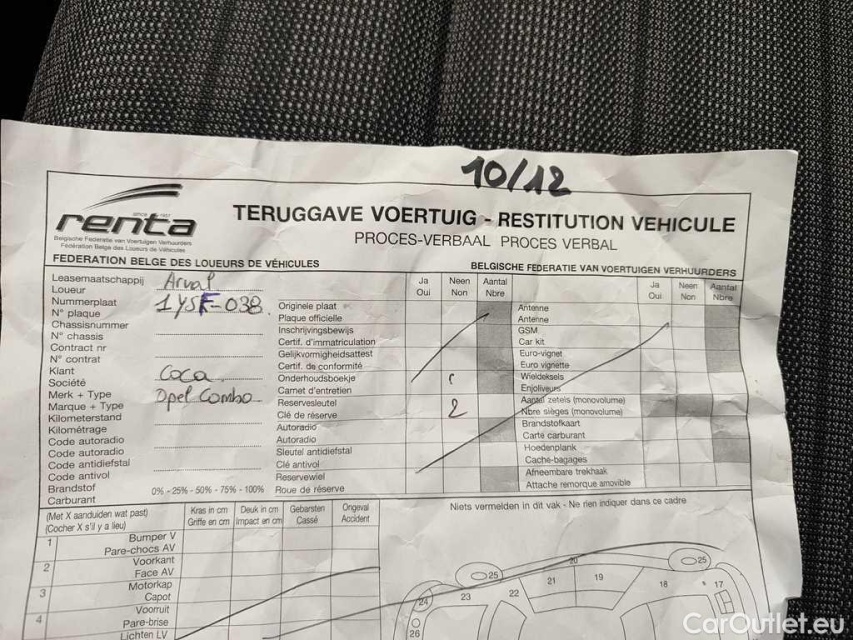 10/12
SINCE 1957
renta
Belgische Federatie van Voertuigen Verhuurders
Fédération Belge des Loueurs de Véhicules
TERUGGAVE VOERTUIG - RESTITUTION VEHICULE
PROCES-VERBAAL PROCES VERBAL
FEDERATION BELGE DES LOUEURS DE VÉHICULES
BELGISCHE FEDERATIE VAN VOERTUIGEN VERHUURDERS
Leasemaatschappij
Loueur
Arval
Nummerplaat
N° plaque
1YSF-038.
Chassisnummer
N° chassis
Contract nr
N° contrat
Klant
Société
Coca
Merk + Type
Marque + Type
Opel Combo
Kilometerstand
Kilométrage
Code autoradio
Code autoradio
Code antidiefstal
Code antivol
Brandstof
Carburant
0% - 25% - 50% - 75% - 100%
Ja Neen Aantal
Oui Non Nbre
Originele plaat
Plaque officielle
Inschrijvingsbewijs
Certif. d'immatriculation
Gelijkvormigheidsattest
Certif. de conformité
Onderhoudsboekje
Carnet d'entretien
Reservesleutel
Clé de réserve
2
Autoradio
Autoradio
Sleutel antidiefstal
Clé antivol
Reservewiel
Roue de réserve
Ja Neen Aantal
Oui Non Nbre
Antenne
Antenne
GSM
Car kit
Euro-vignet
Euro vignette
Wieldeksels
Enjoliveurs
Aantal zetels (monovolume)
Nbre sièges (monovolume)
Brandstofkaart
Carte carburant
Hoedenplank
Cache-bagages
Afneembare trekhaak
Attache remorque amovible
(Met X aanduiden wat past)
(Cocher X s'il y a lieu)
Kras in cm Deuk in cm Gebarsten Ongeval
Griffe en cm Impact en cm Cassé Accident
Niets vermelden in dit vak - Ne rien indiquer dans ce cadre
1 Bumper V
Pare-chocs AV
2 Voorkant
Face AV
3 Motorkap
Capot
4 Voorruit
Pare-brise
Lichten LV
20
25
25
21
19
18
17
22
23
24
26
CarOutlet.eu